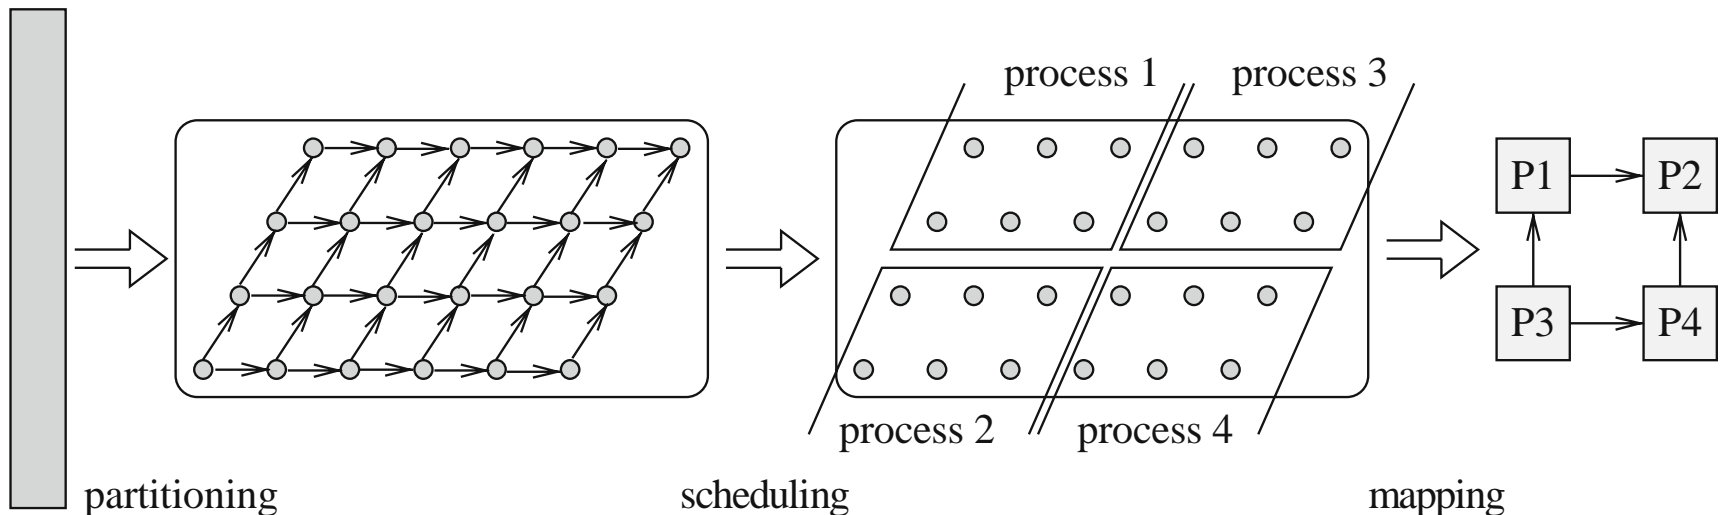 process 1
process 3
P1
P2
P3
P4
process 2
process 4
partitioning
scheduling
mapping